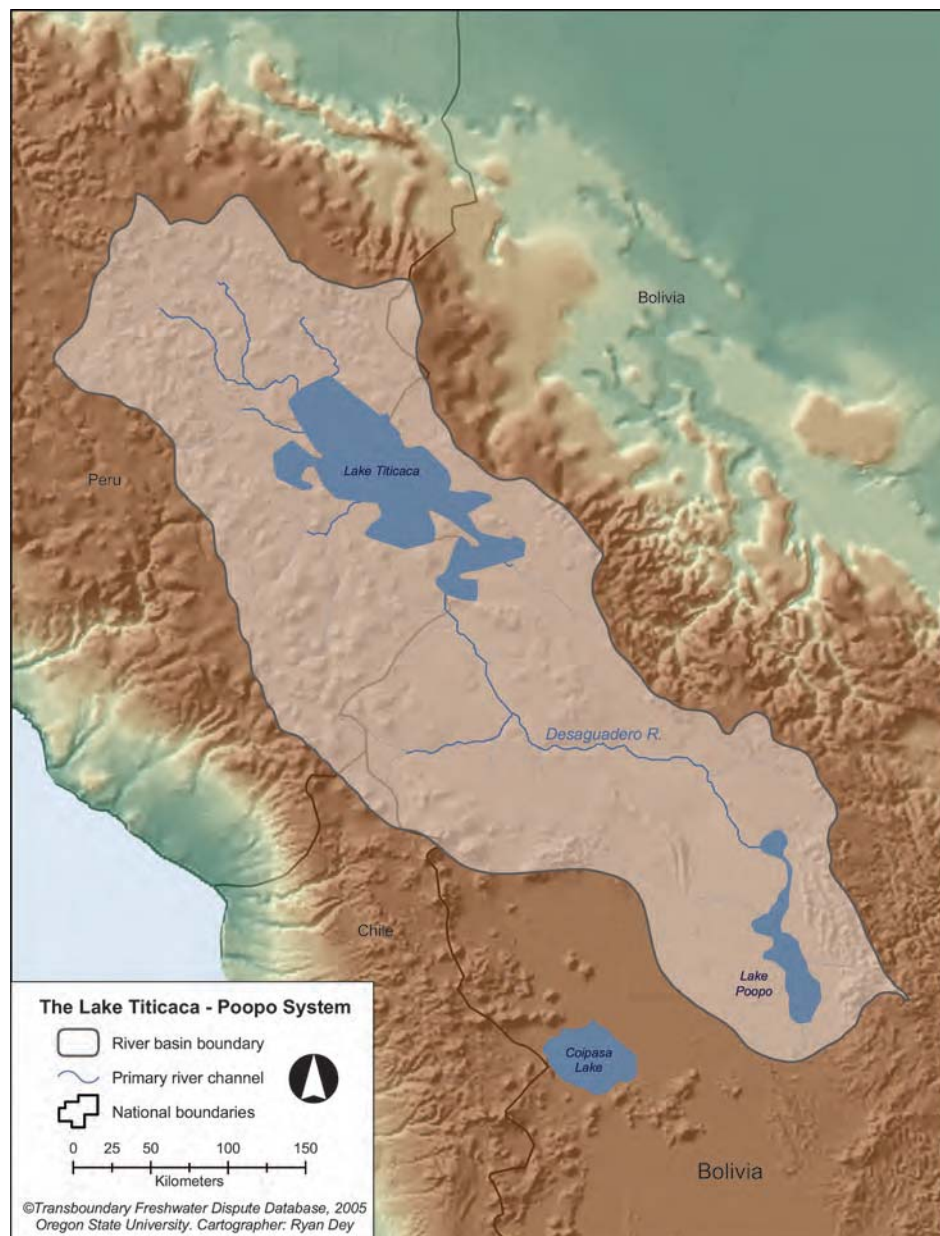 Bolivia
Peru
Lake Titicaca
Desaguadero R.
Chile
Lake
Poopo
Coipasa
Lake
Bolivia
The Lake Titicaca - Poopo System
River basin boundary
Primary river channel
National boundaries
0 25 50 100 150
Kilometers
©Transboundary Freshwater Dispute Database, 2005
Oregon State University. Cartographer: Ryan Dey